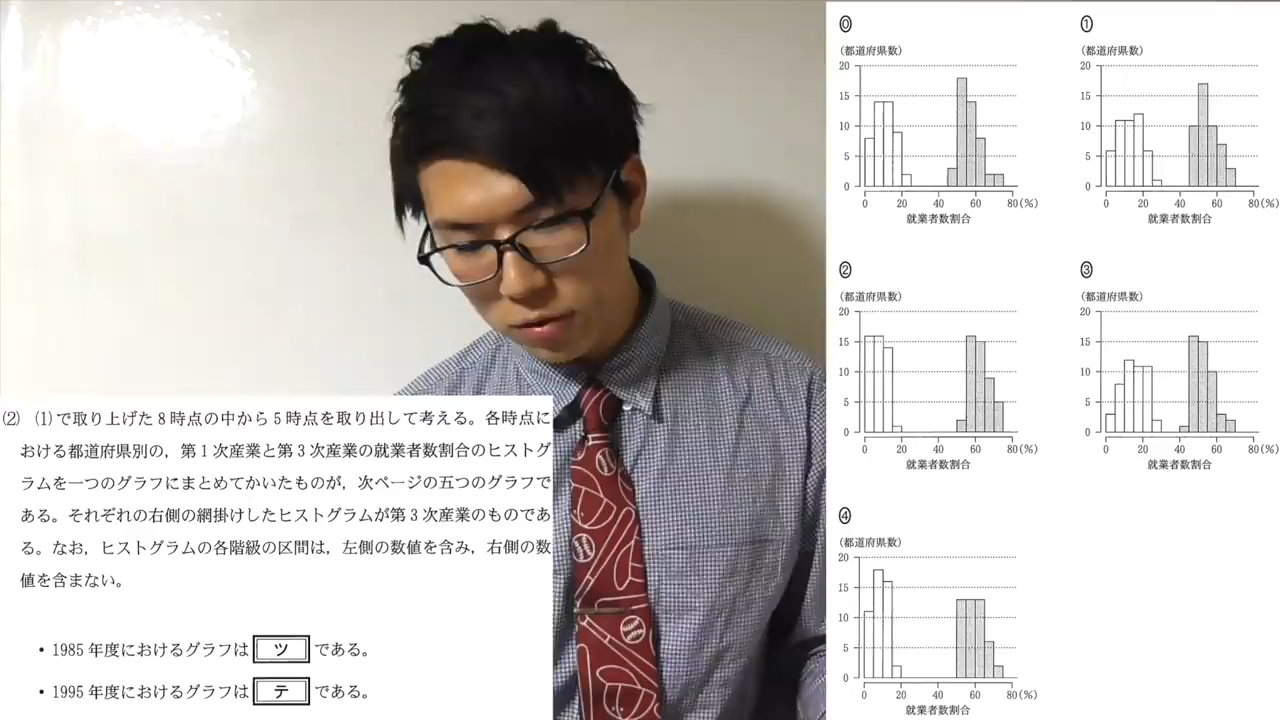 (2) (1)で取り上げた8時点の中から5時点を取り出して考える。各時点に
おける都道府県別の，第1次産業と第3次産業の就業者数割合のヒストグ
ラムを一つのグラフにまとめてかいたものが，次ページの五つのグラフで
ある。それぞれの右側の網掛けしたヒストグラムが第3次産業のものであ
る。なお，ヒストグラムの各階級の区間は，左側の数値を含み，右側の数
値を含まない。
・1985年度におけるグラフは ツ である。
・1995年度におけるグラフは テ である。
⓪
(都道府県数)
20
15
10
5
0
0 20 40 60 80(%)
就業者数割合
①
(都道府県数)
20
15
10
5
0
0 20 40 60 80(%)
就業者数割合
②
(都道府県数)
20
15
10
5
0
0 20 40 60 80(%)
就業者数割合
③
(都道府県数)
20
15
10
5
0
0 20 40 60 80(%)
就業者数割合
④
(都道府県数)
20
15
10
5
0
0 20 40 60 80(%)
就業者数割合